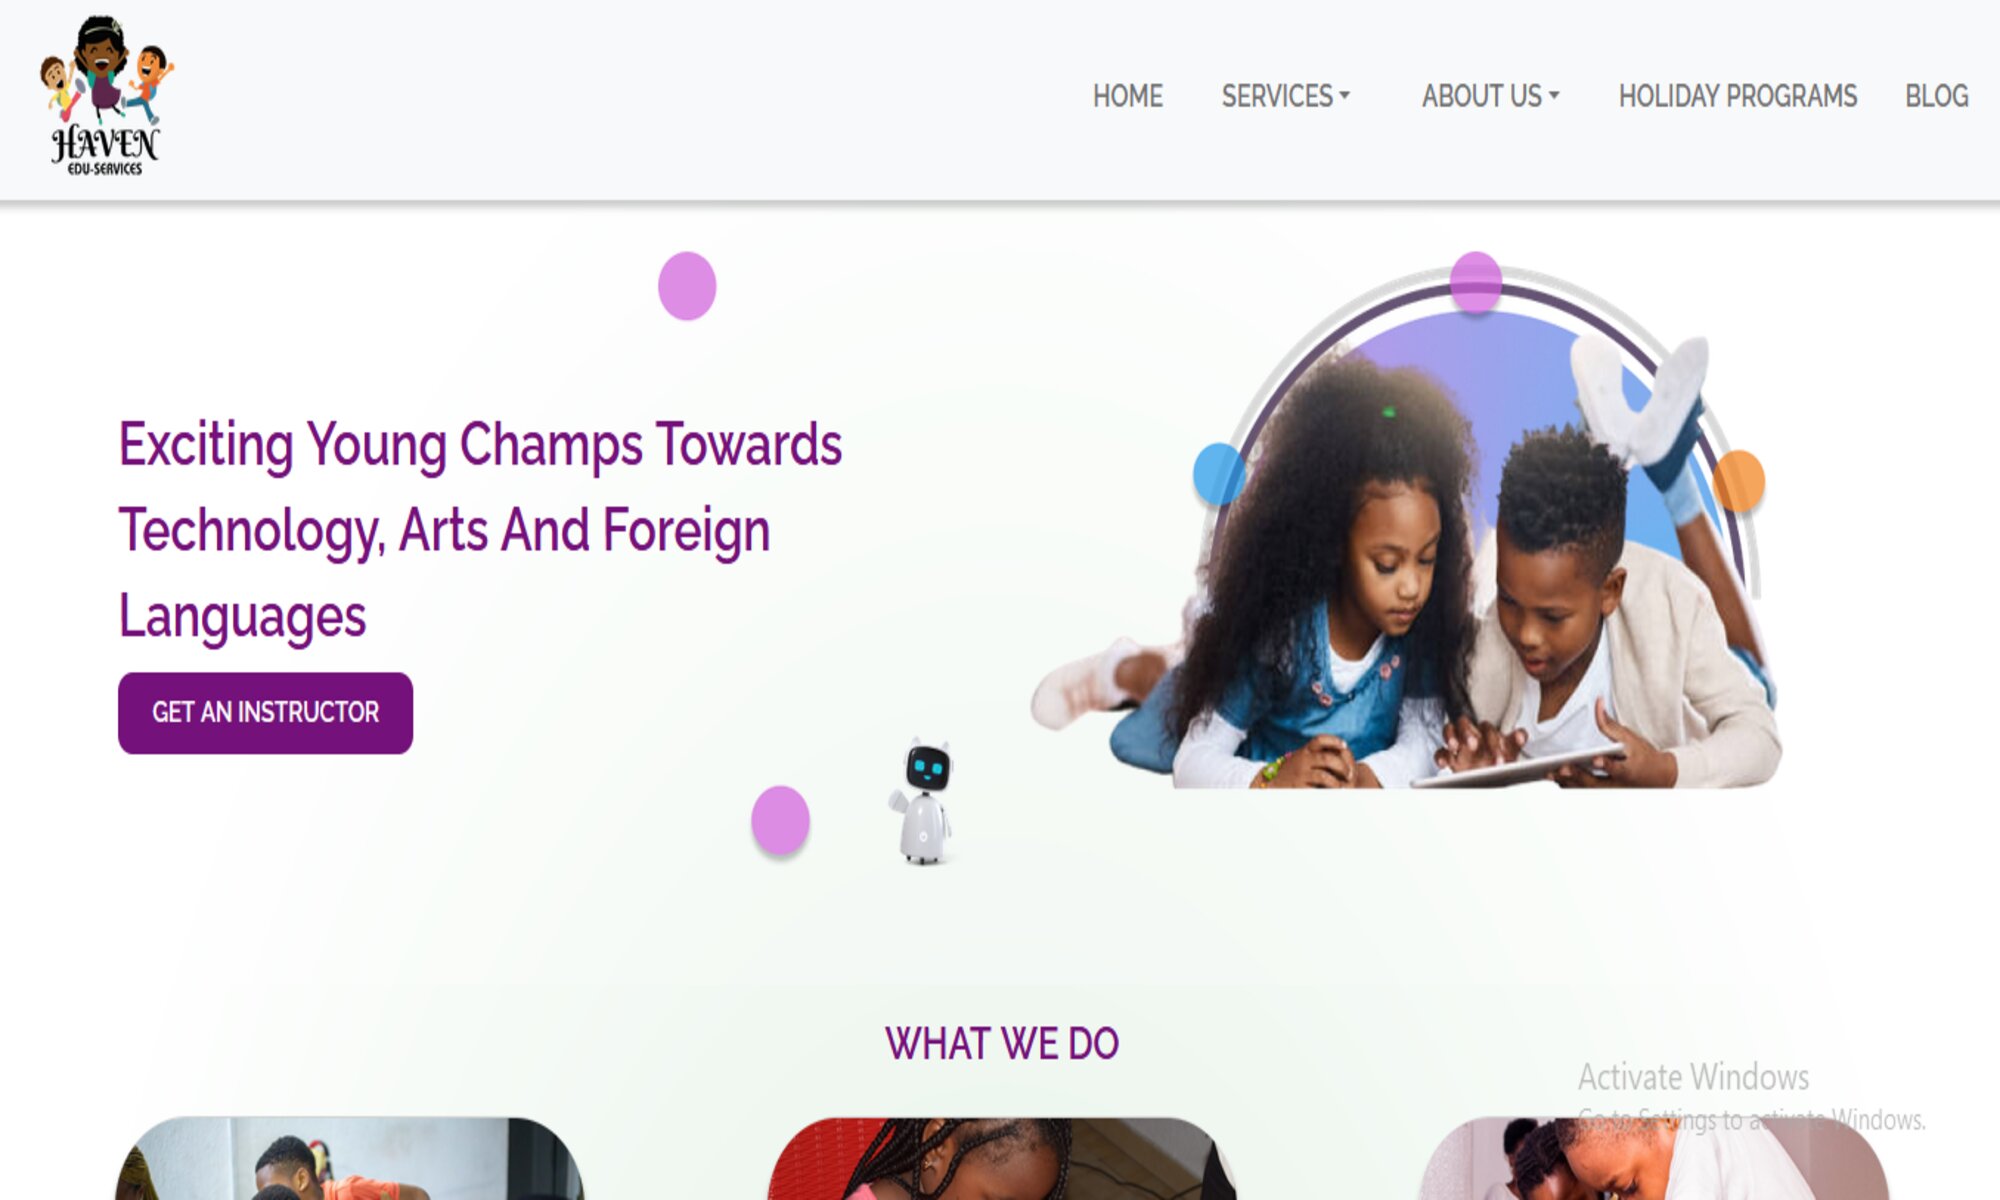 HAVEN
EDU-SERVICES
HOME SERVICES ABOUT US HOLIDAY PROGRAMS BLOG
Exciting Young Champs Towards
Technology, Arts And Foreign
Languages
GET AN INSTRUCTOR
WHAT WE DO
Activate Windows
Go to Settings to activate Windows.